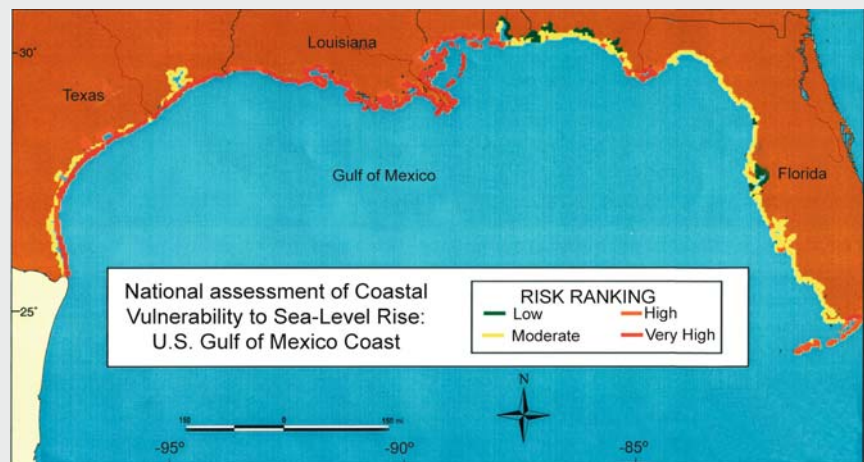 30°
Louisiana
Texas
Gulf of Mexico
Florida
25°
National assessment of Coastal
Vulnerability to Sea-Level Rise:
U.S. Gulf of Mexico Coast
RISK RANKING
Low
High
Moderate
Very High
N
0
-95°
-90°
-85°